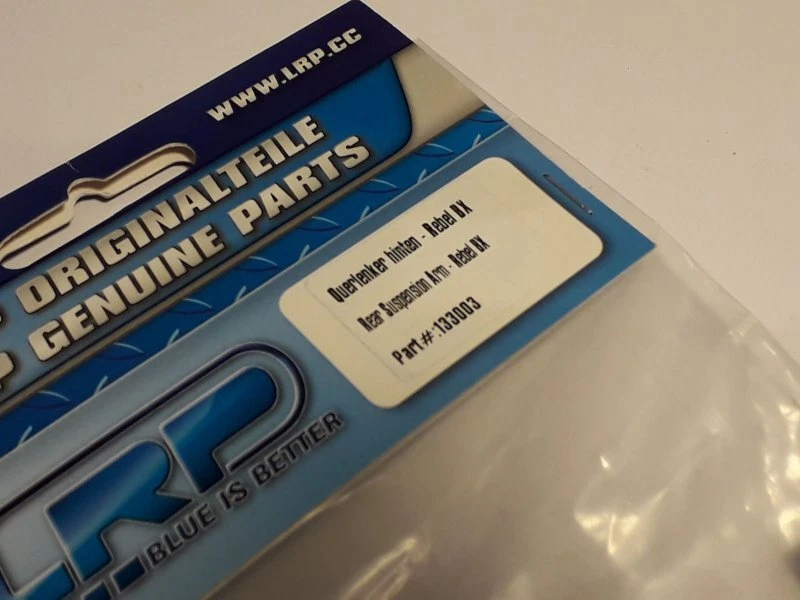 WWW.LRP.CC
ORIGINALTEILE
P GENUINE PARTS
Querlenker hinten - Rebel BX
Rear Suspension Arm - Rebel BX
Part#:133003
LRP
BLUE IS BETTER